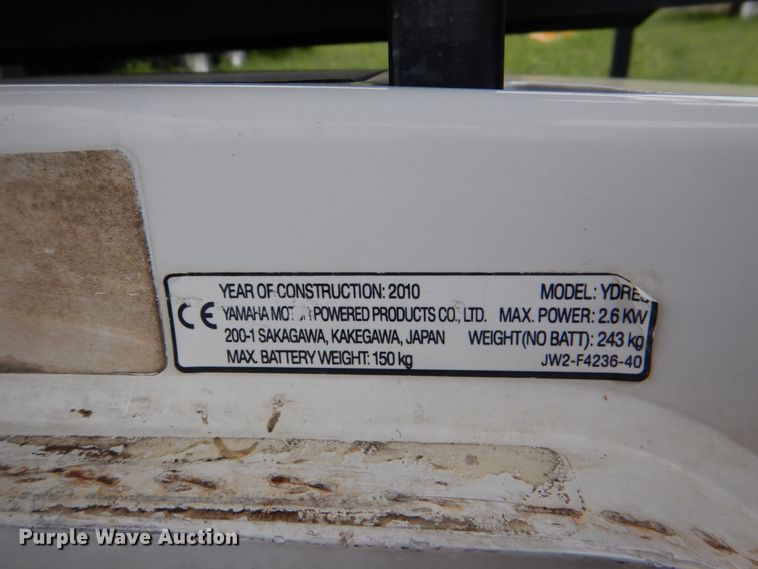 YEAR OF CONSTRUCTION: 2010 MODEL: YDRE
CE YAMAHA MOTOR POWERED PRODUCTS CO., LTD. MAX. POWER: 2.6 KW
200-1 SAKAGAWA, KAKEGAWA, JAPAN WEIGHT(NO BATT): 243 kg
MAX. BATTERY WEIGHT: 150 kg JW2-F4236-40
Purple Wave Auction